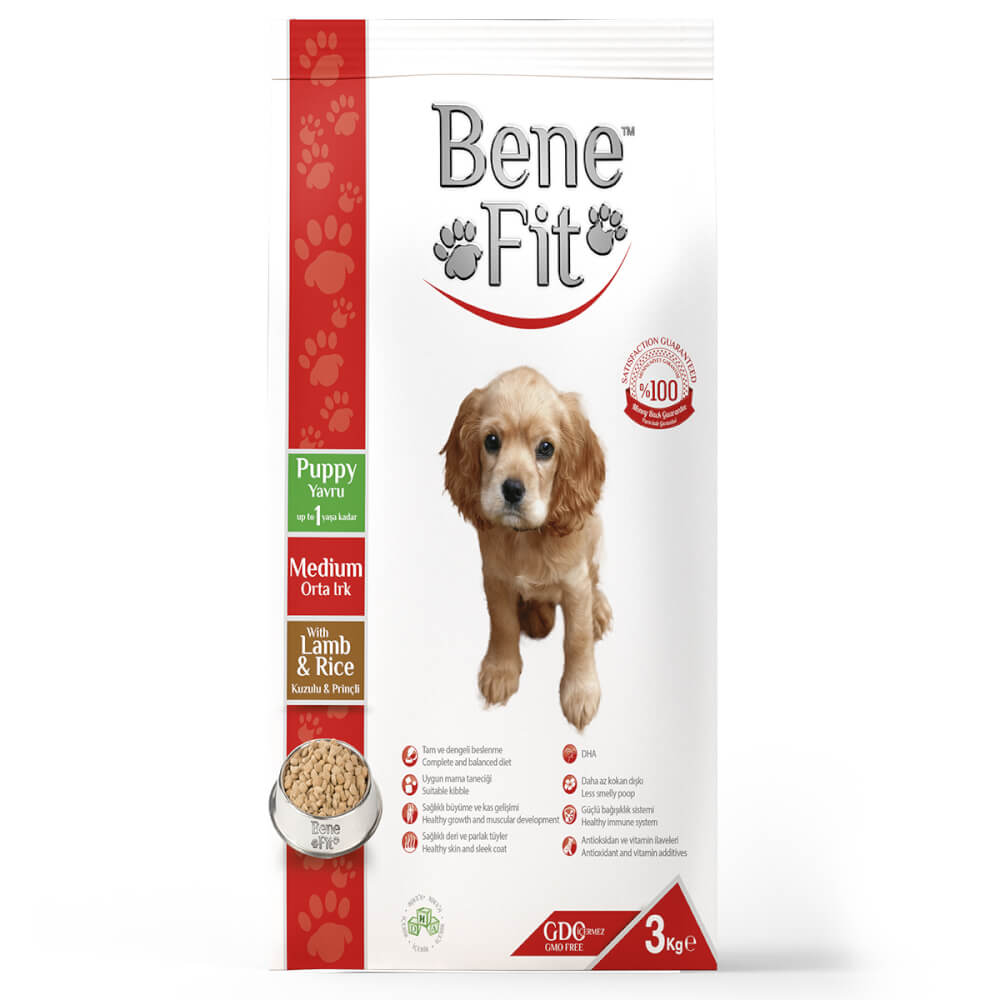 Bene™
Fit
SATISFACTION GUARANTEED
%100
Money Back Guarantee
Puppy
Yavru
up to 1 yaşa kadar
Medium
Orta Irk
With
Lamb
& Rice
Kuzulu & Prinçli
Bene
Fit
Tam ve dengeli beslenme
Complete and balanced diet
Uygun mama taneciği
Suitable kibble
Sağlıklı büyüme ve kas gelişimi
Healthy growth and muscular development
Sağlıklı deri ve parlak tüyler
Healthy skin and sleek coat
DHA
Daha az kokan dışkı
Less smelly poop
Güçlü bağışıklık sistemi
Healthy immune system
Antioksidan ve vitamin ilaveleri
Antioxidant and vitamin additives
D H A
GDO İÇERMEZ
GMO FREE
3Kg℮